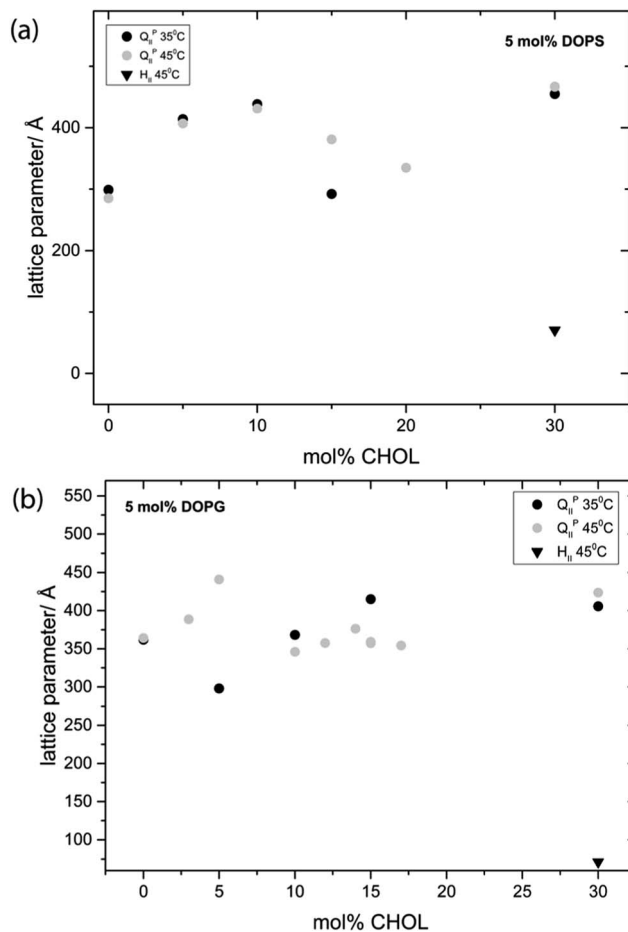 (a)
Q_II^P 35⁰C
Q_II^P 45⁰C
H_II 45⁰C
5 mol% DOPS
lattice parameter/ Å
400
200
0
0 10 20 30
mol% CHOL
(b)
5 mol% DOPG
Q_II^P 35⁰C
Q_II^P 45⁰C
H_II 45⁰C
lattice parameter/ Å
550
500
450
400
350
300
250
200
150
100
0 5 10 15 20 25 30
mol% CHOL